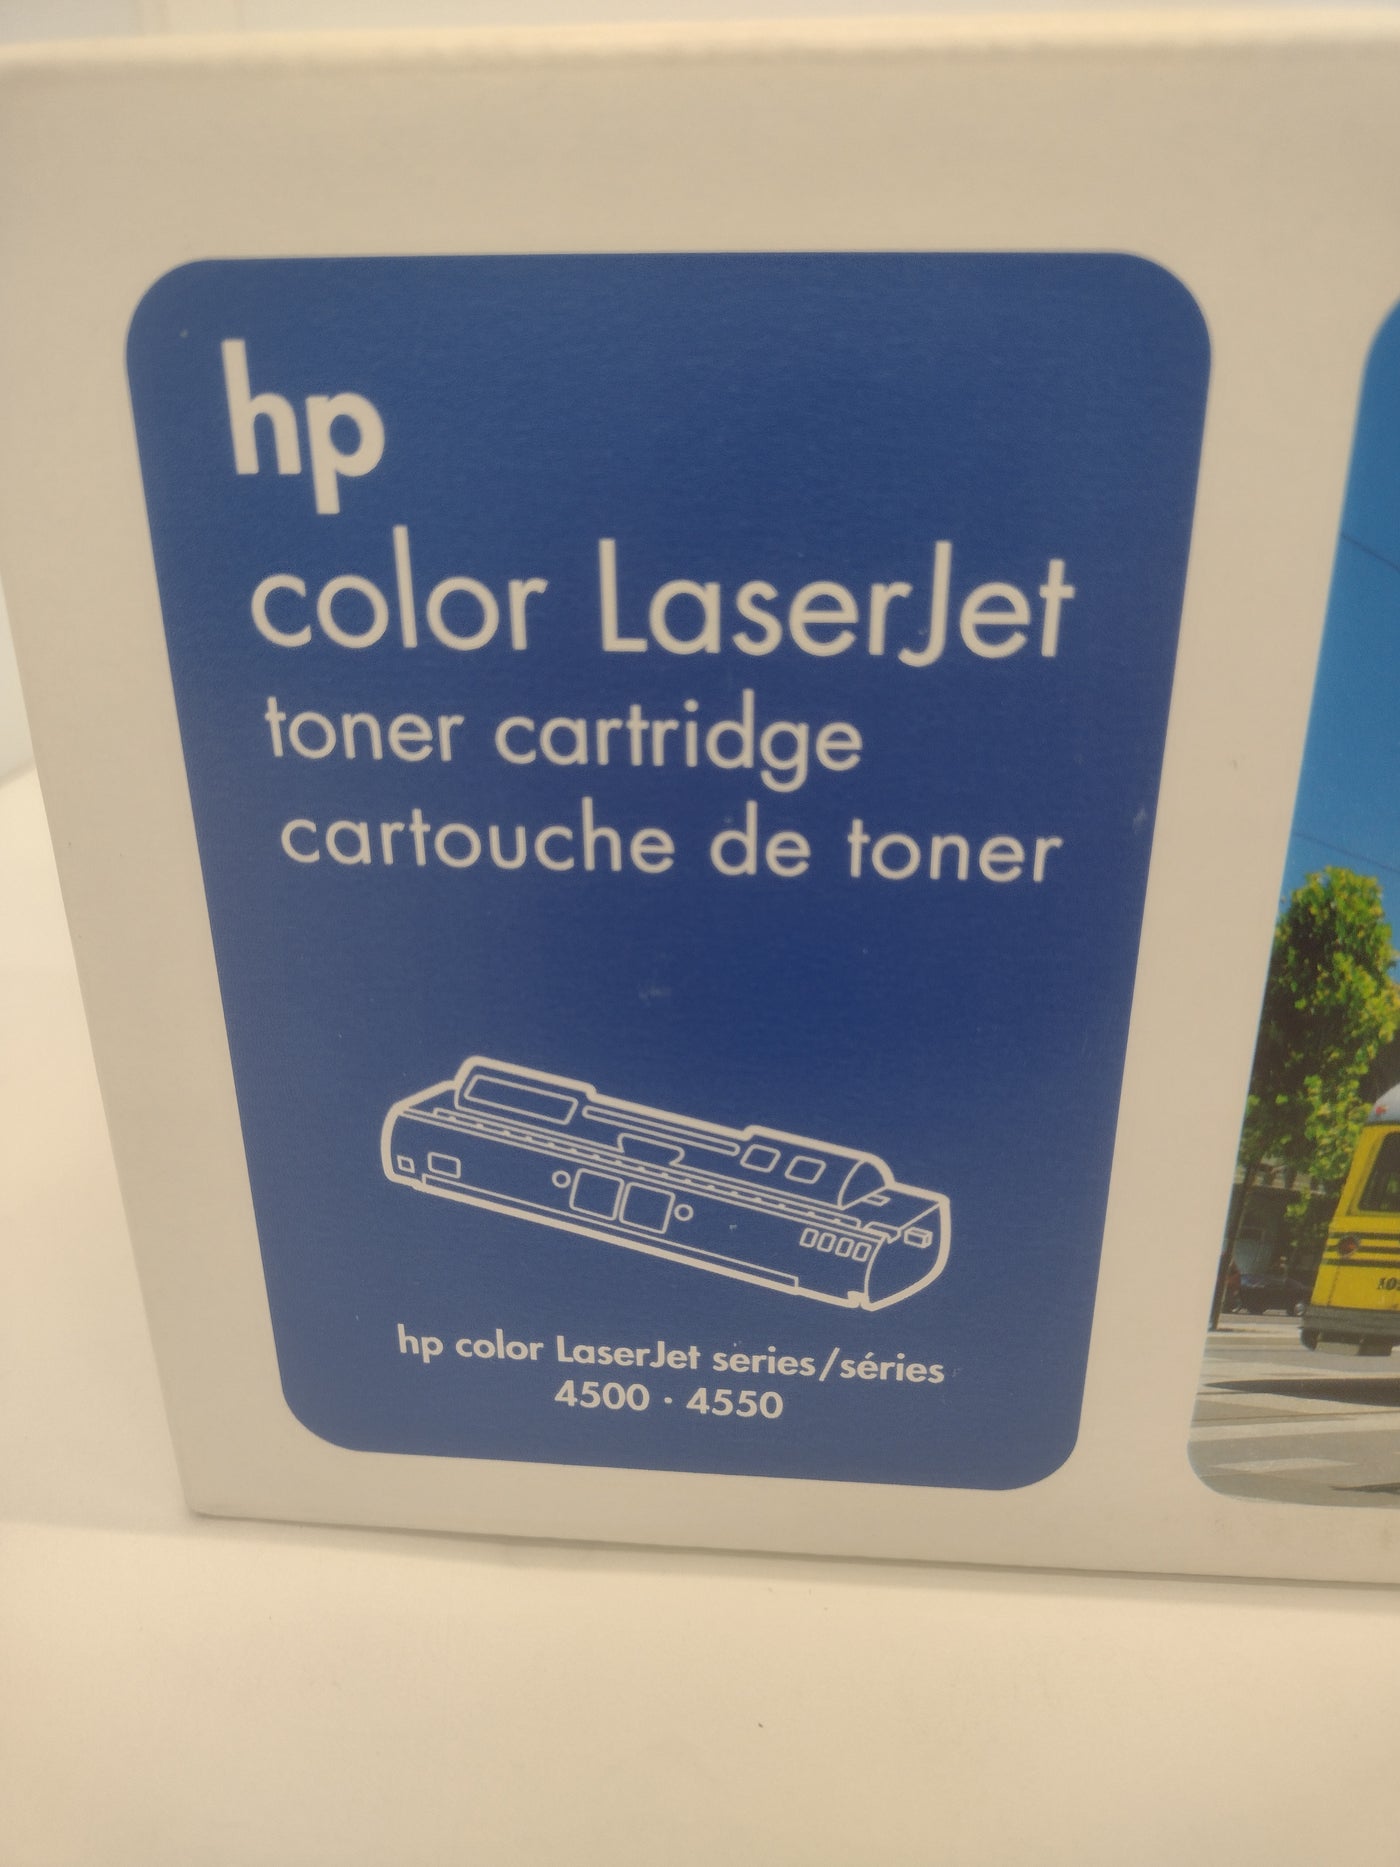 hp
color LaserJet
toner cartridge
cartouche de toner
hp color LaserJet series/séries
4500 · 4550